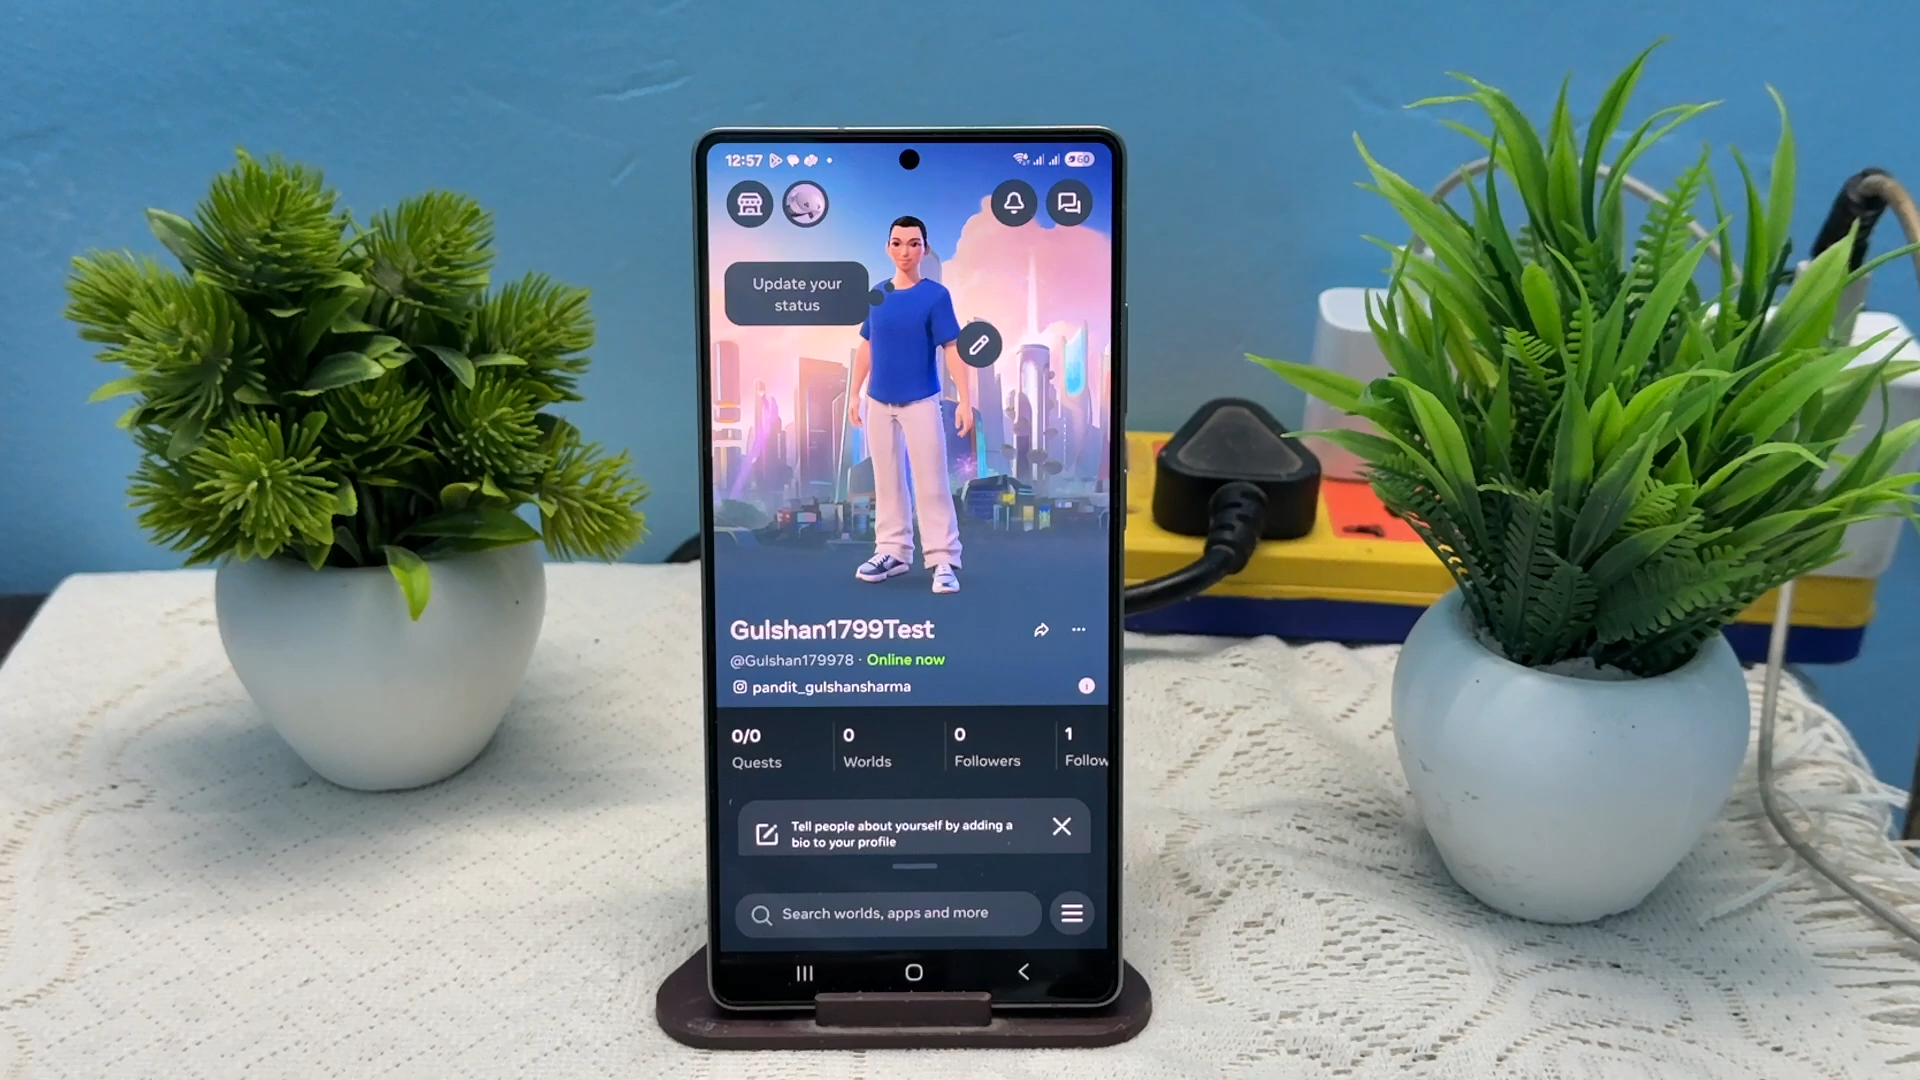 12:57
60
Update your
status
Gulshan1799Test
@Gulshan179978 · Online now
pandit_gulshansharma
0/0
Quests
0
Worlds
0
Followers
1
Follow
Tell people about yourself by adding a
bio to your profile
Search worlds, apps and more